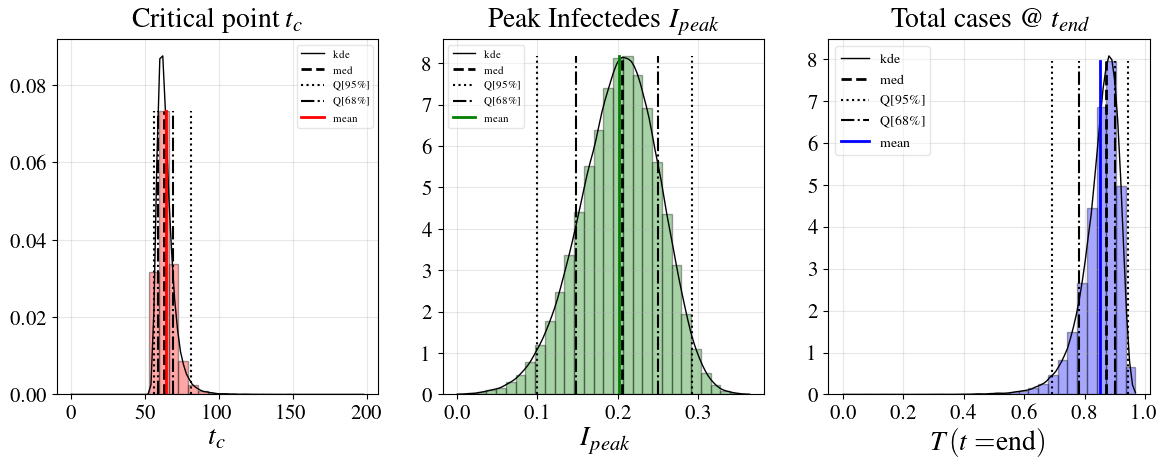 Critical point t_c
kde
med
Q[95%]
Q[68%]
mean
0.08
0.06
0.04
0.02
0.00
0 50 100 150 200
t_c
Peak Infectedes I_peak
kde
med
Q[95%]
Q[68%]
mean
8
7
6
5
4
3
2
1
0
0.0 0.1 0.2 0.3
I_peak
Total cases @ t_end
kde
med
Q[95%]
Q[68%]
mean
8
7
6
5
4
3
2
1
0
0.0 0.2 0.4 0.6 0.8 1.0
T (t =end)